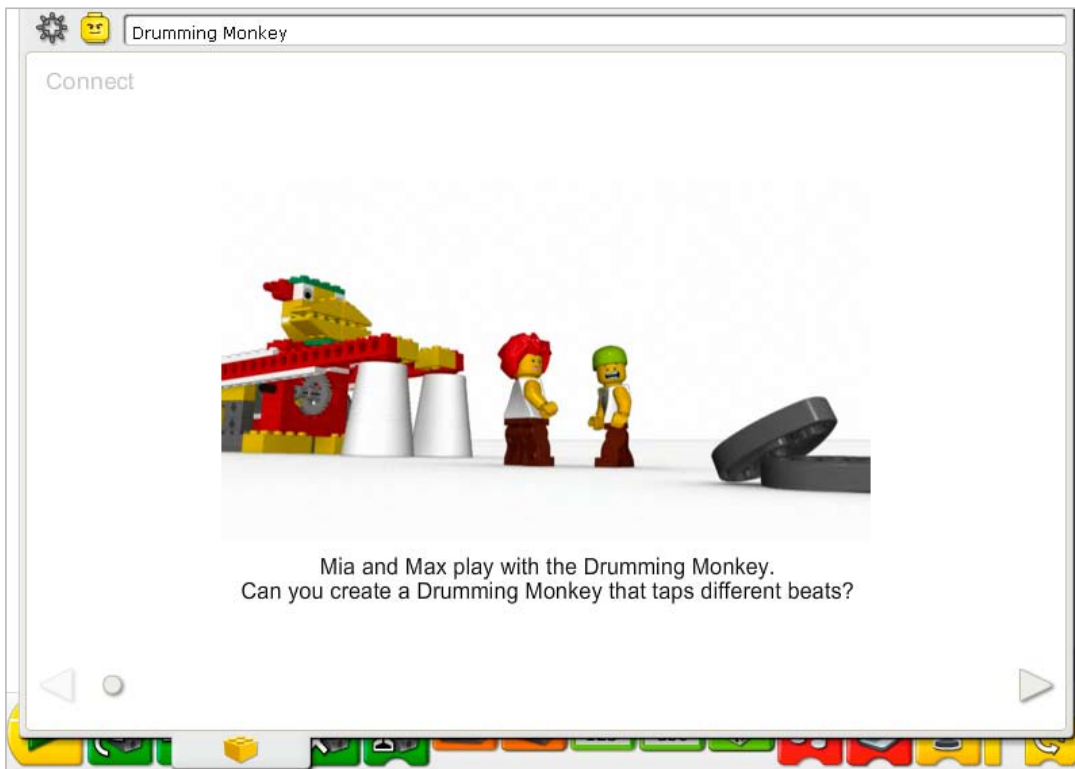 Drumming Monkey
Connect
Mia and Max play with the Drumming Monkey.
Can you create a Drumming Monkey that taps different beats?